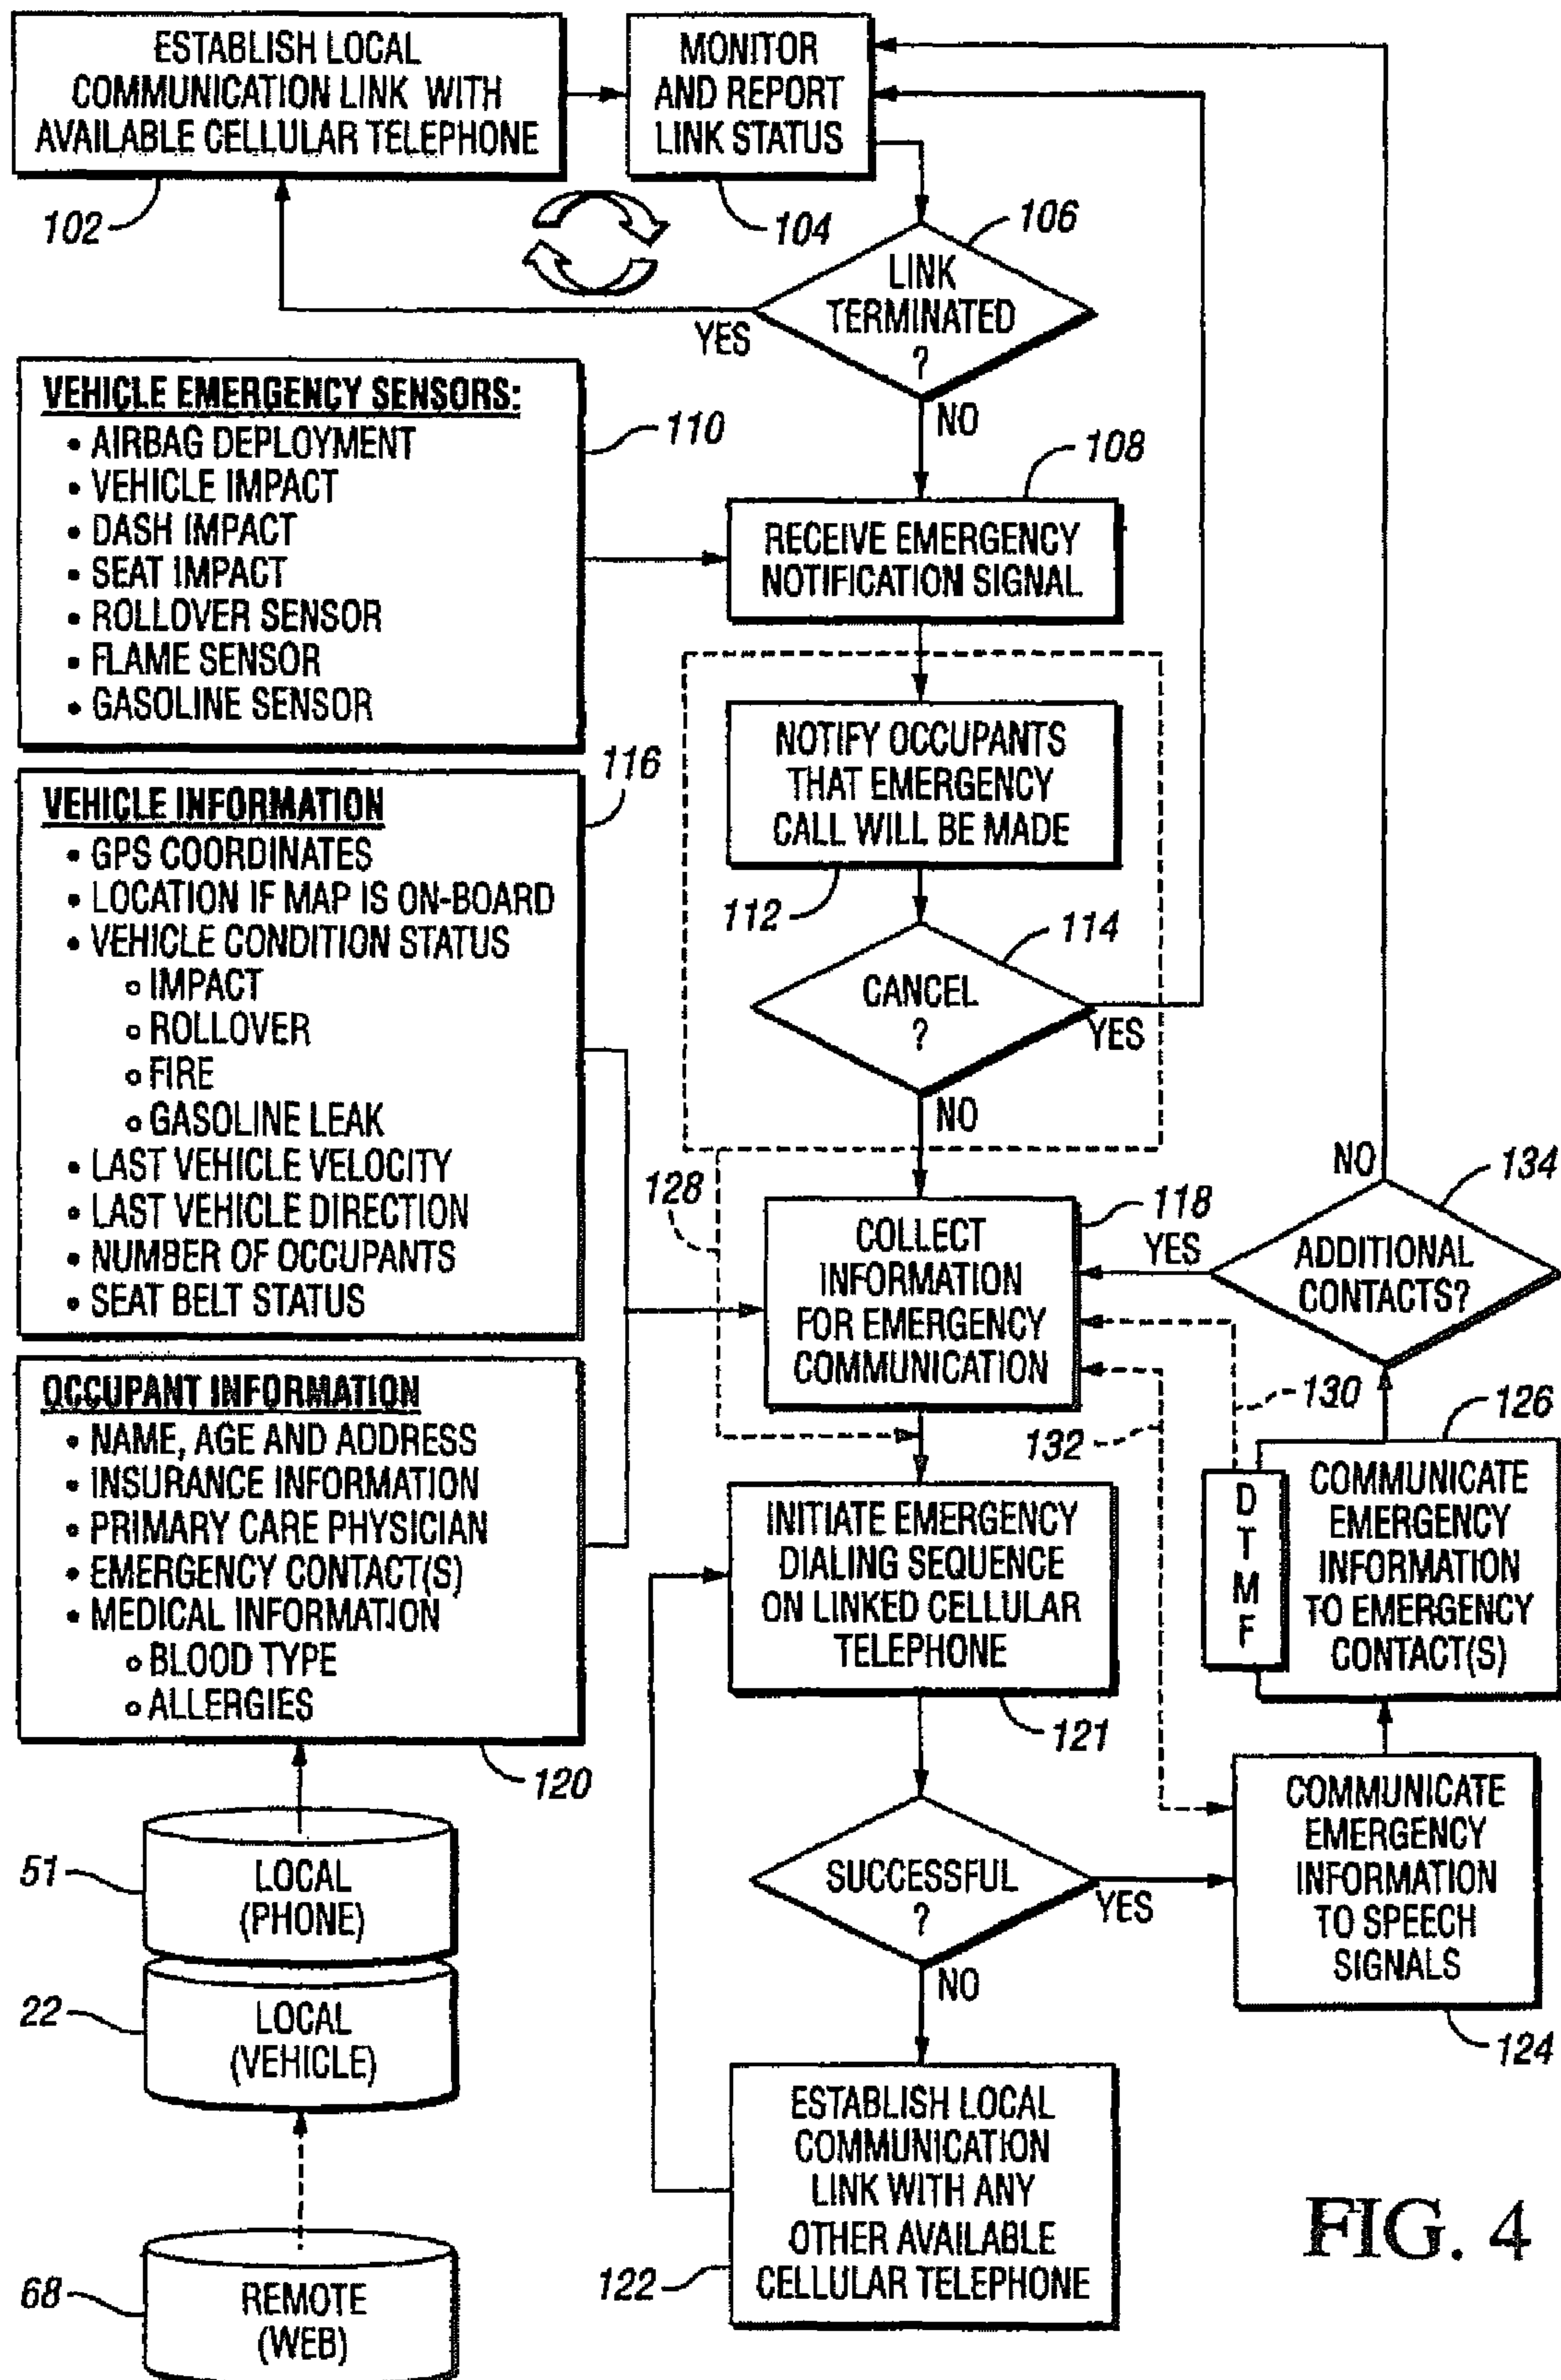 ESTABLISH LOCAL
COMMUNICATION LINK WITH
AVAILABLE CELLULAR TELEPHONE
102
MONITOR
AND REPORT
LINK STATUS
104
106
LINK
TERMINATED
?
YES
NO
VEHICLE EMERGENCY SENSORS:
• AIRBAG DEPLOYMENT
• VEHICLE IMPACT
• DASH IMPACT
• SEAT IMPACT
• ROLLOVER SENSOR
• FLAME SENSOR
• GASOLINE SENSOR
110
108
RECEIVE EMERGENCY
NOTIFICATION SIGNAL
NOTIFY OCCUPANTS
THAT EMERGENCY
CALL WILL BE MADE
112
114
CANCEL
?
YES
NO
116
VEHICLE INFORMATION
• GPS COORDINATES
• LOCATION IF MAP IS ON-BOARD
• VEHICLE CONDITION STATUS
o IMPACT
o ROLLOVER
o FIRE
o GASOLINE LEAK
• LAST VEHICLE VELOCITY
• LAST VEHICLE DIRECTION
• NUMBER OF OCCUPANTS
• SEAT BELT STATUS
128
118
COLLECT
INFORMATION
FOR EMERGENCY
COMMUNICATION
NO
134
YES
ADDITIONAL
CONTACTS?
130
132
126
OCCUPANT INFORMATION
• NAME, AGE AND ADDRESS
• INSURANCE INFORMATION
• PRIMARY CARE PHYSICIAN
• EMERGENCY CONTACT(S)
• MEDICAL INFORMATION
o BLOOD TYPE
o ALLERGIES
120
INITIATE EMERGENCY
DIALING SEQUENCE
ON LINKED CELLULAR
TELEPHONE
121
D
T
M
F
COMMUNICATE
EMERGENCY
INFORMATION
TO EMERGENCY
CONTACT(S)
COMMUNICATE
EMERGENCY
INFORMATION
TO SPEECH
SIGNALS
124
SUCCESSFUL
?
YES
NO
51
LOCAL
(PHONE)
22
LOCAL
(VEHICLE)
68
REMOTE
(WEB)
ESTABLISH LOCAL
COMMUNICATION
LINK WITH ANY
OTHER AVAILABLE
CELLULAR TELEPHONE
122
FIG. 4